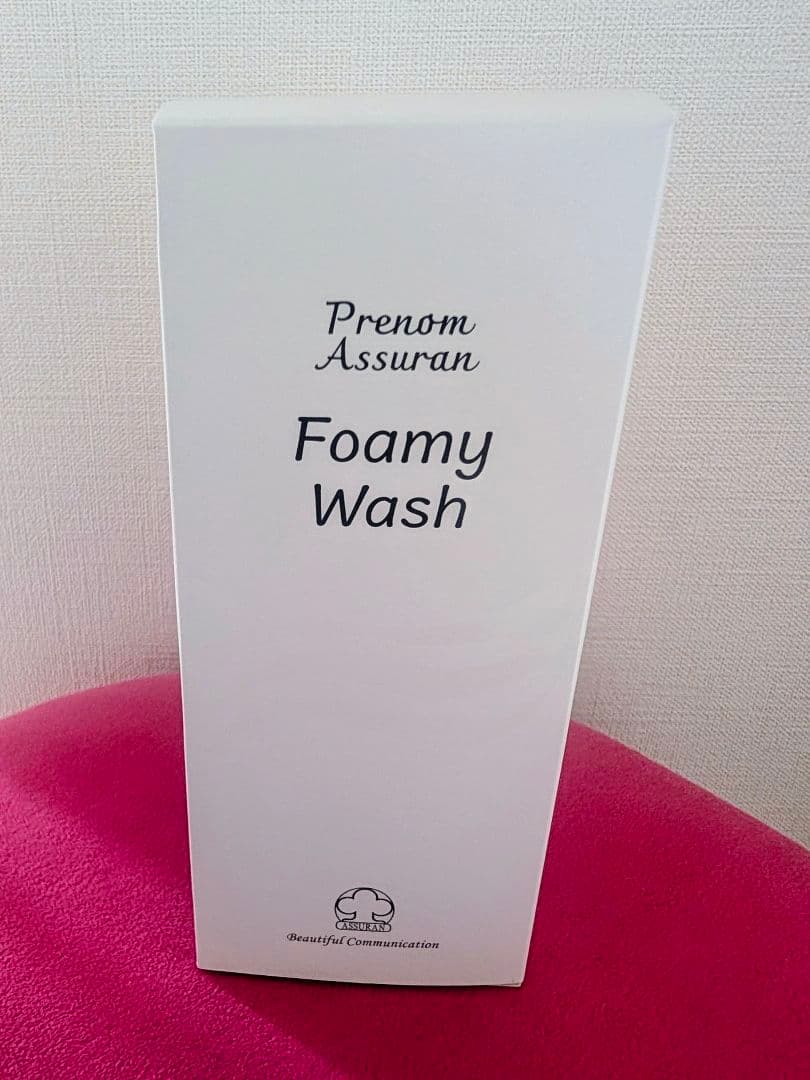 Prenom
Assuran
Foamy
Wash
ASSURAN
Beautiful Communication